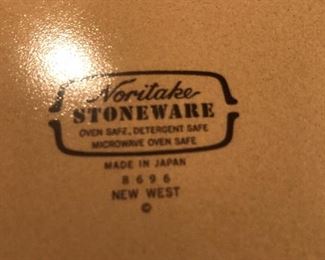 Noritake
STONEWARE
OVEN SAFE, DETERGENT SAFE
MICROWAVE OVEN SAFE
MADE IN JAPAN
8696
NEW WEST
©